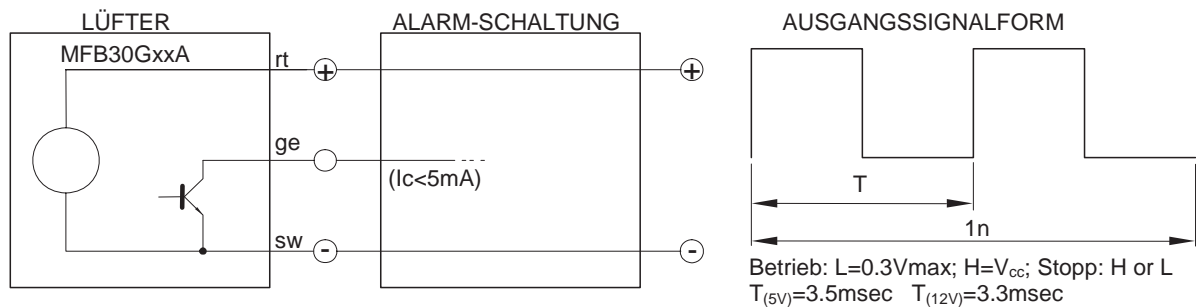 LÜFTER
MFB30GxxA
rt
ge
sw
+
-
ALARM-SCHALTUNG
(Ic<5mA)
+
-
AUSGANGSSIGNALFORM
T
1n
Betrieb: L=0.3Vmax; H=Vcc; Stopp: H or L
T(5V)=3.5msec T(12V)=3.3msec